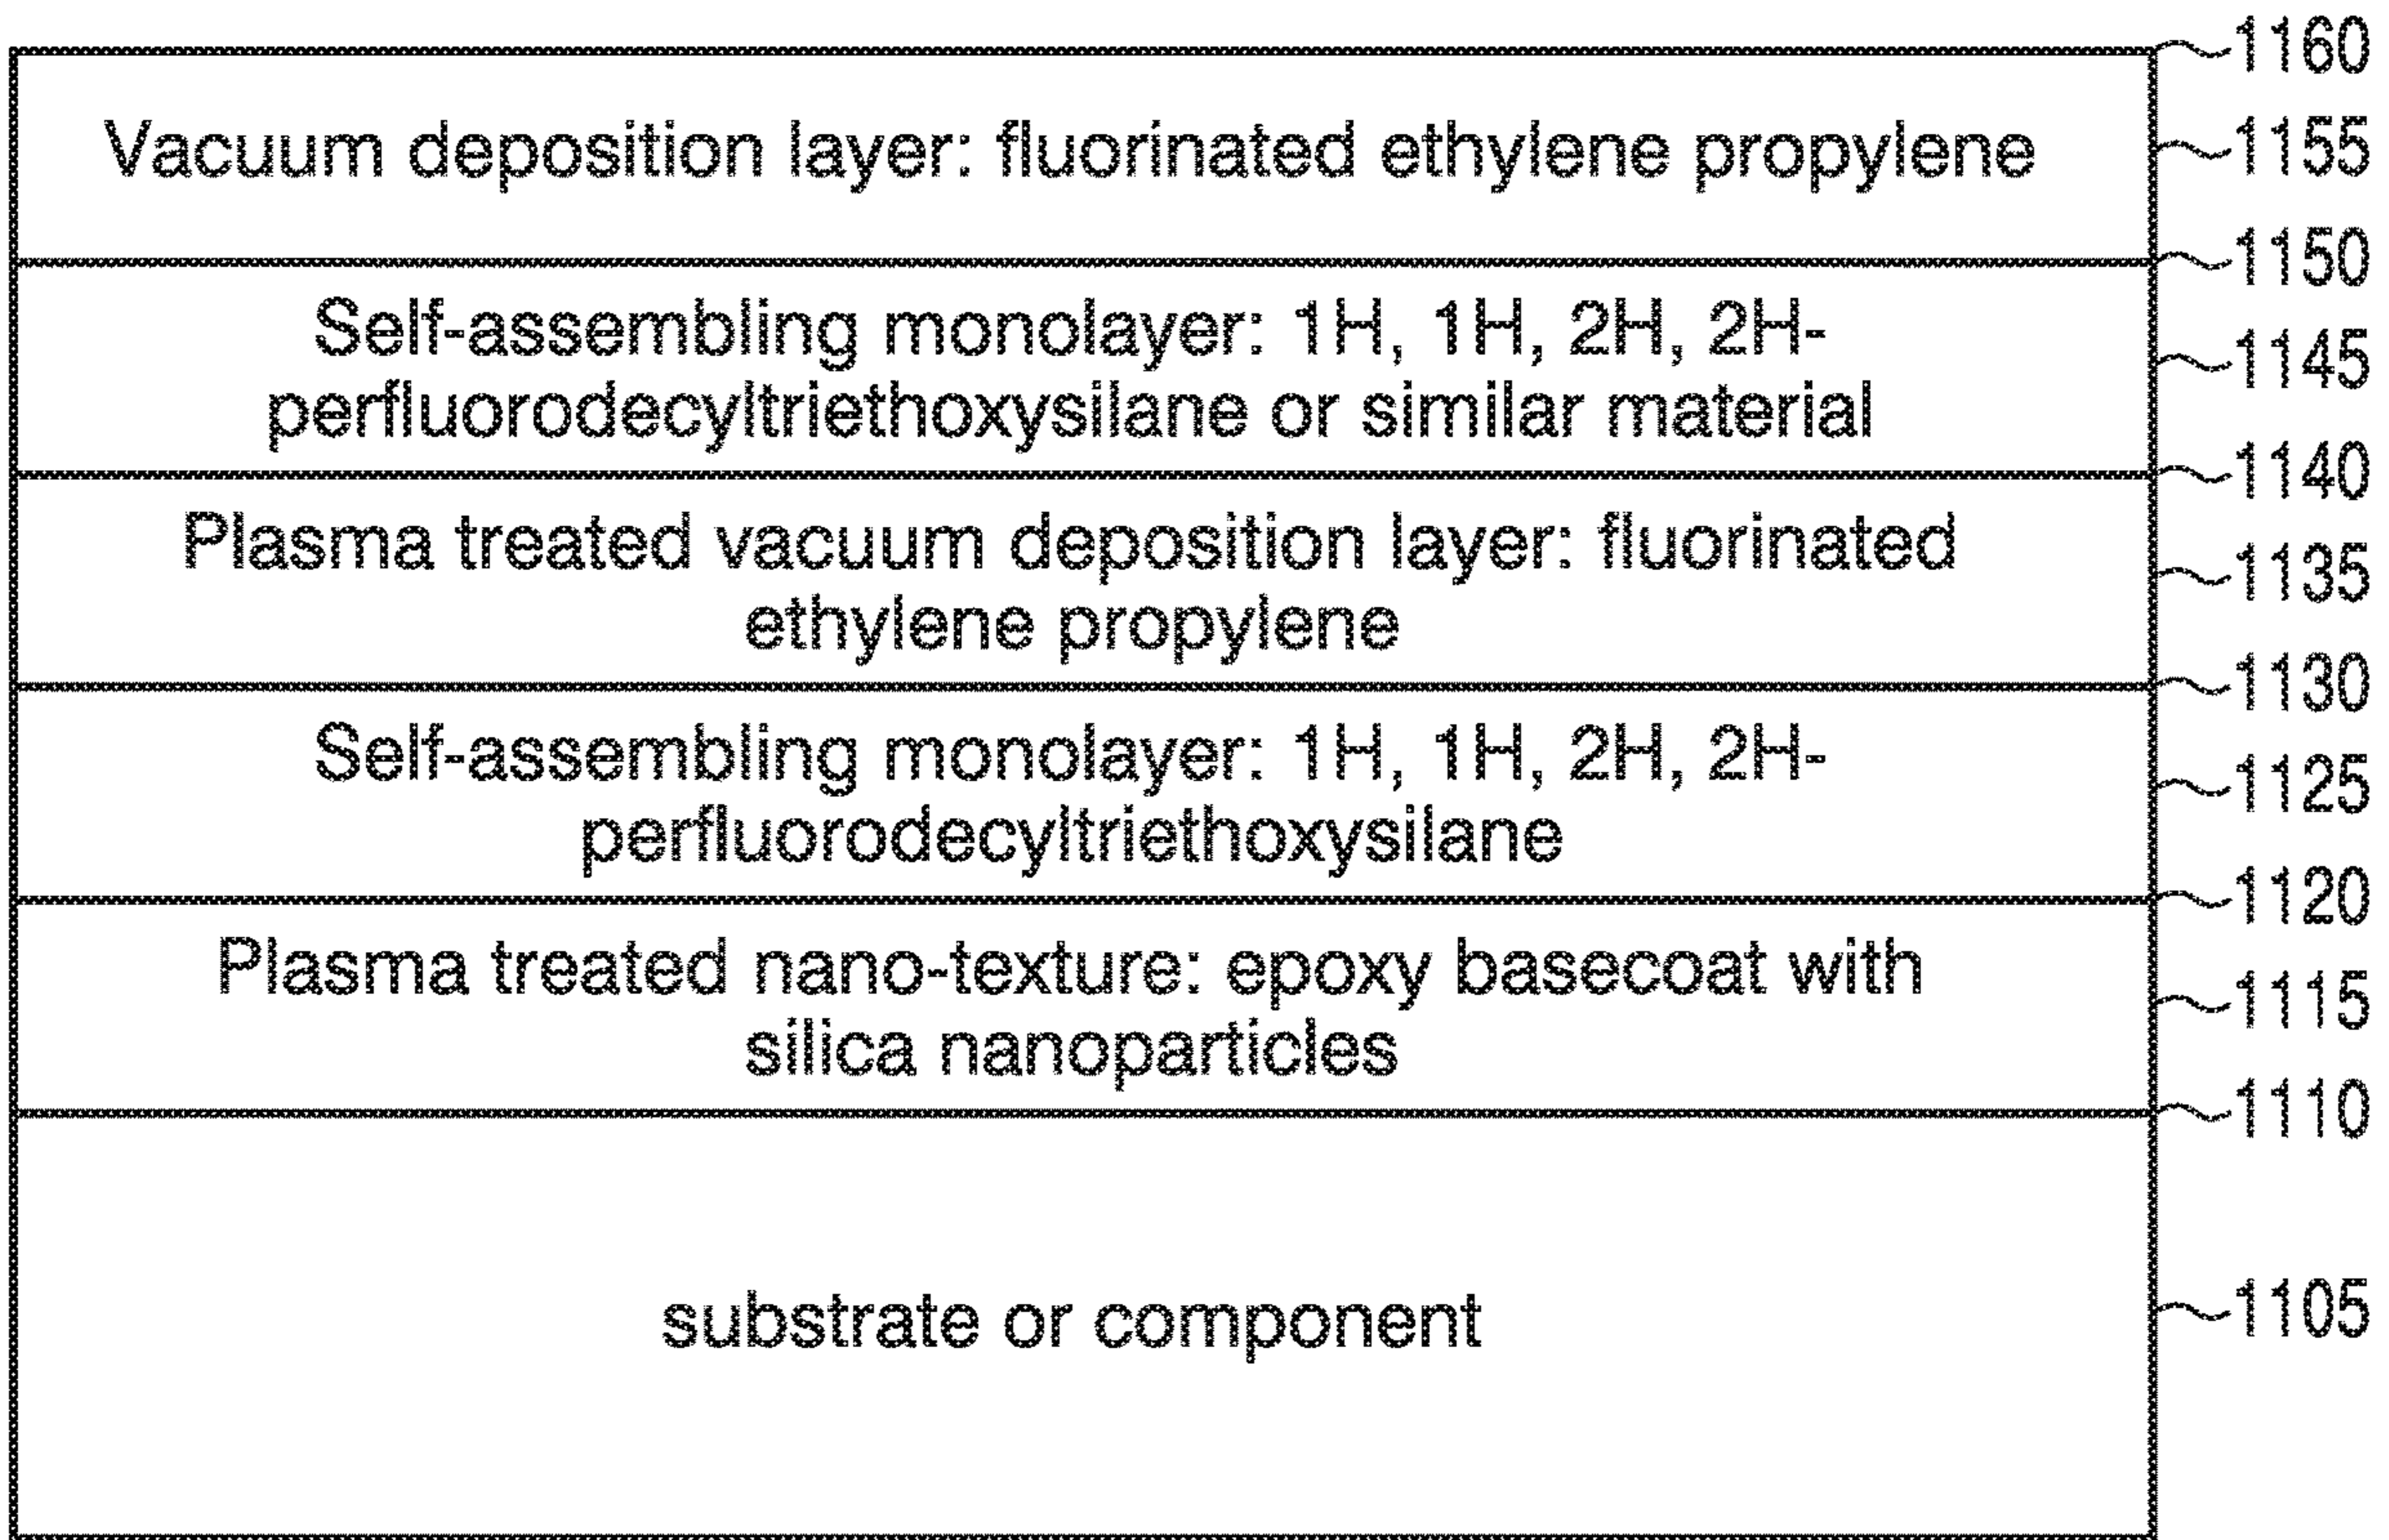 1160
Vacuum deposition layer: fluorinated ethylene propylene
1155
1150
Self-assembling monolayer: 1H, 1H, 2H, 2H-
1145
perfluorodecyltriethoxysilane or similar material
1140
Plasma treated vacuum deposition layer: fluorinated
1135
ethylene propylene
1130
Self-assembling monolayer: 1H, 1H, 2H, 2H-
1125
perfluorodecyltriethoxysilane
1120
Plasma treated nano-texture: epoxy basecoat with
1115
silica nanoparticles
1110
substrate or component
1105